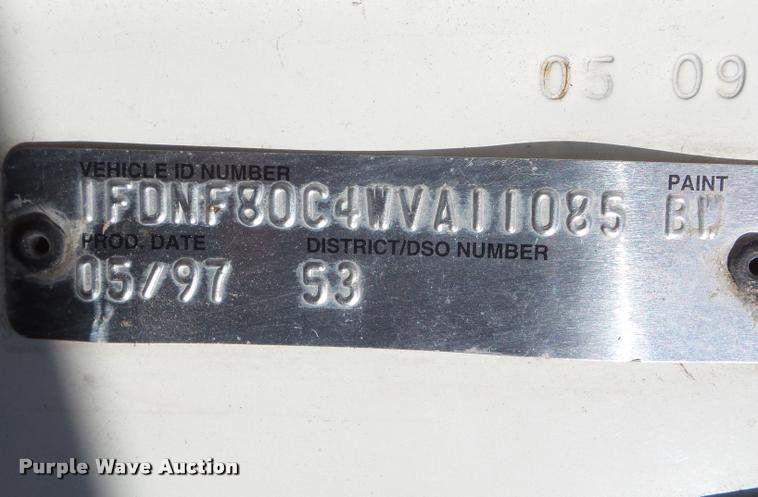 05 09
VEHICLE ID NUMBER
1FDNF80C4WVA11085
PAINT
BW
PROD. DATE
05/97
DISTRICT/DSO NUMBER
53
Purple Wave Auction